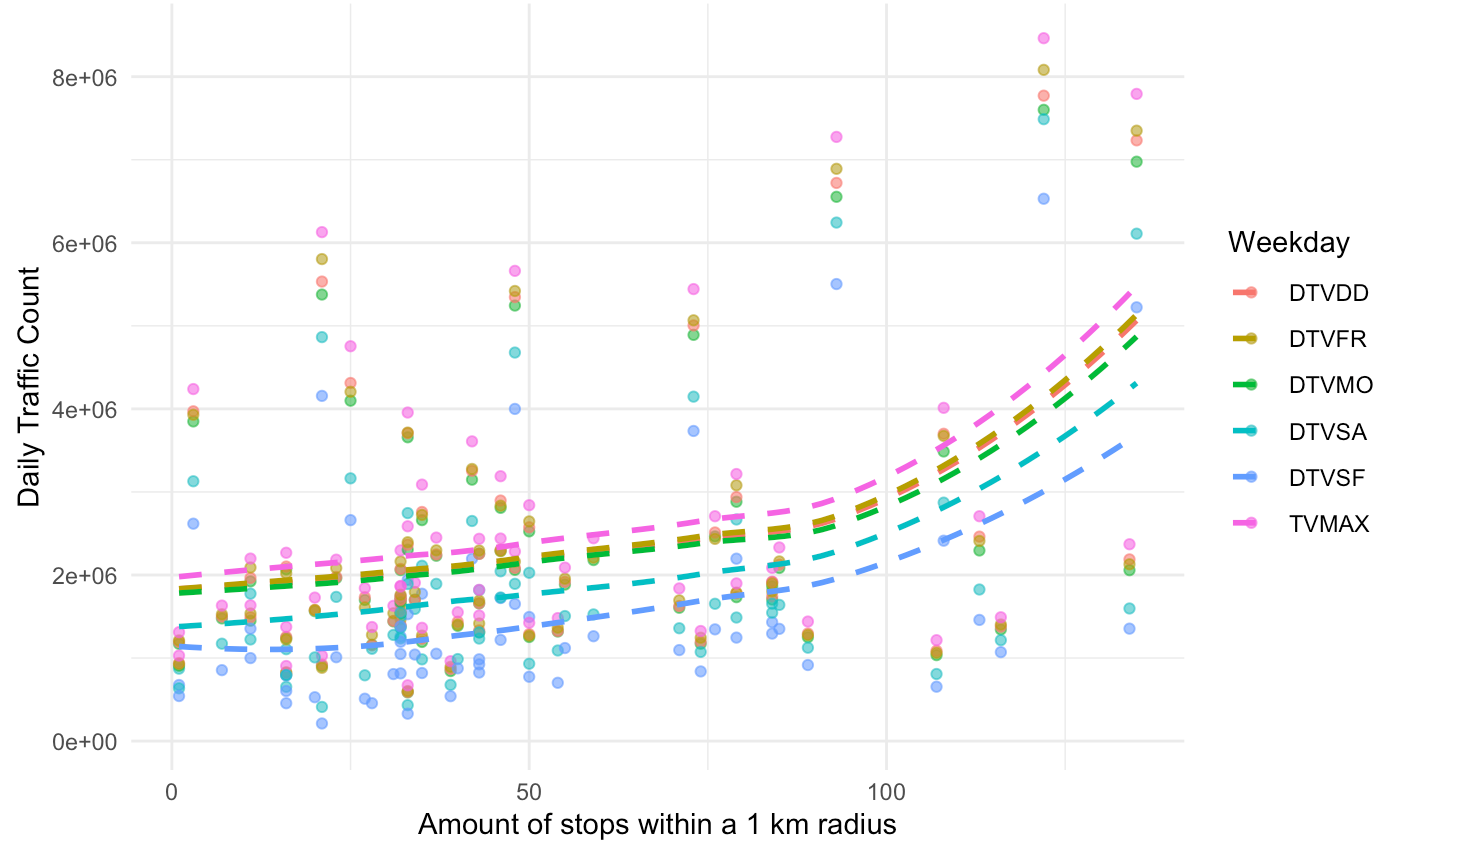 8e+06
6e+06
4e+06
2e+06
0e+00
Daily Traffic Count
0
50
100
Amount of stops within a 1 km radius
Weekday
DTVDD
DTVFR
DTVMO
DTVSA
DTVSF
TVMAX